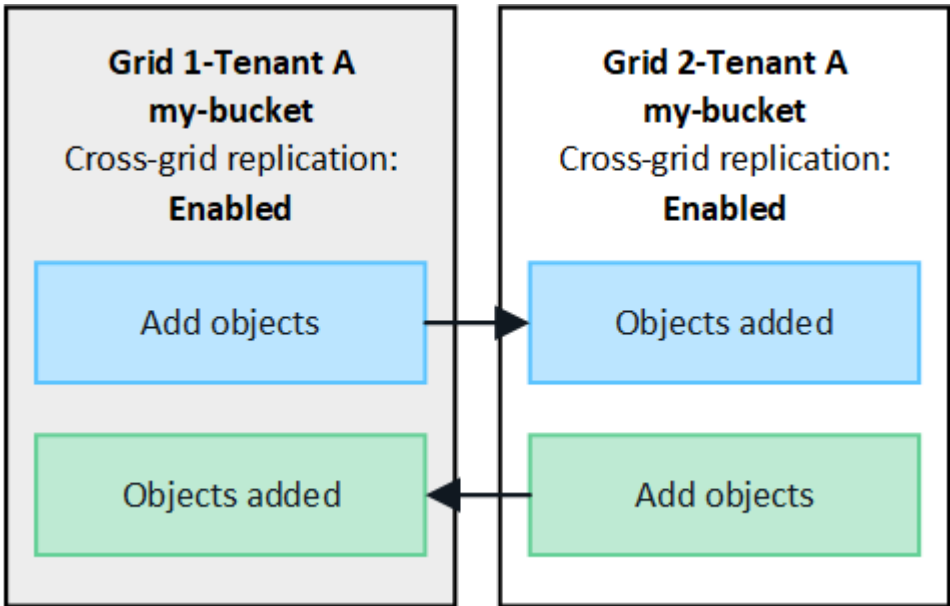 Grid 1-Tenant A
my-bucket
Cross-grid replication:
Enabled
Add objects
Objects added
Grid 2-Tenant A
my-bucket
Cross-grid replication:
Enabled
Objects added
Add objects